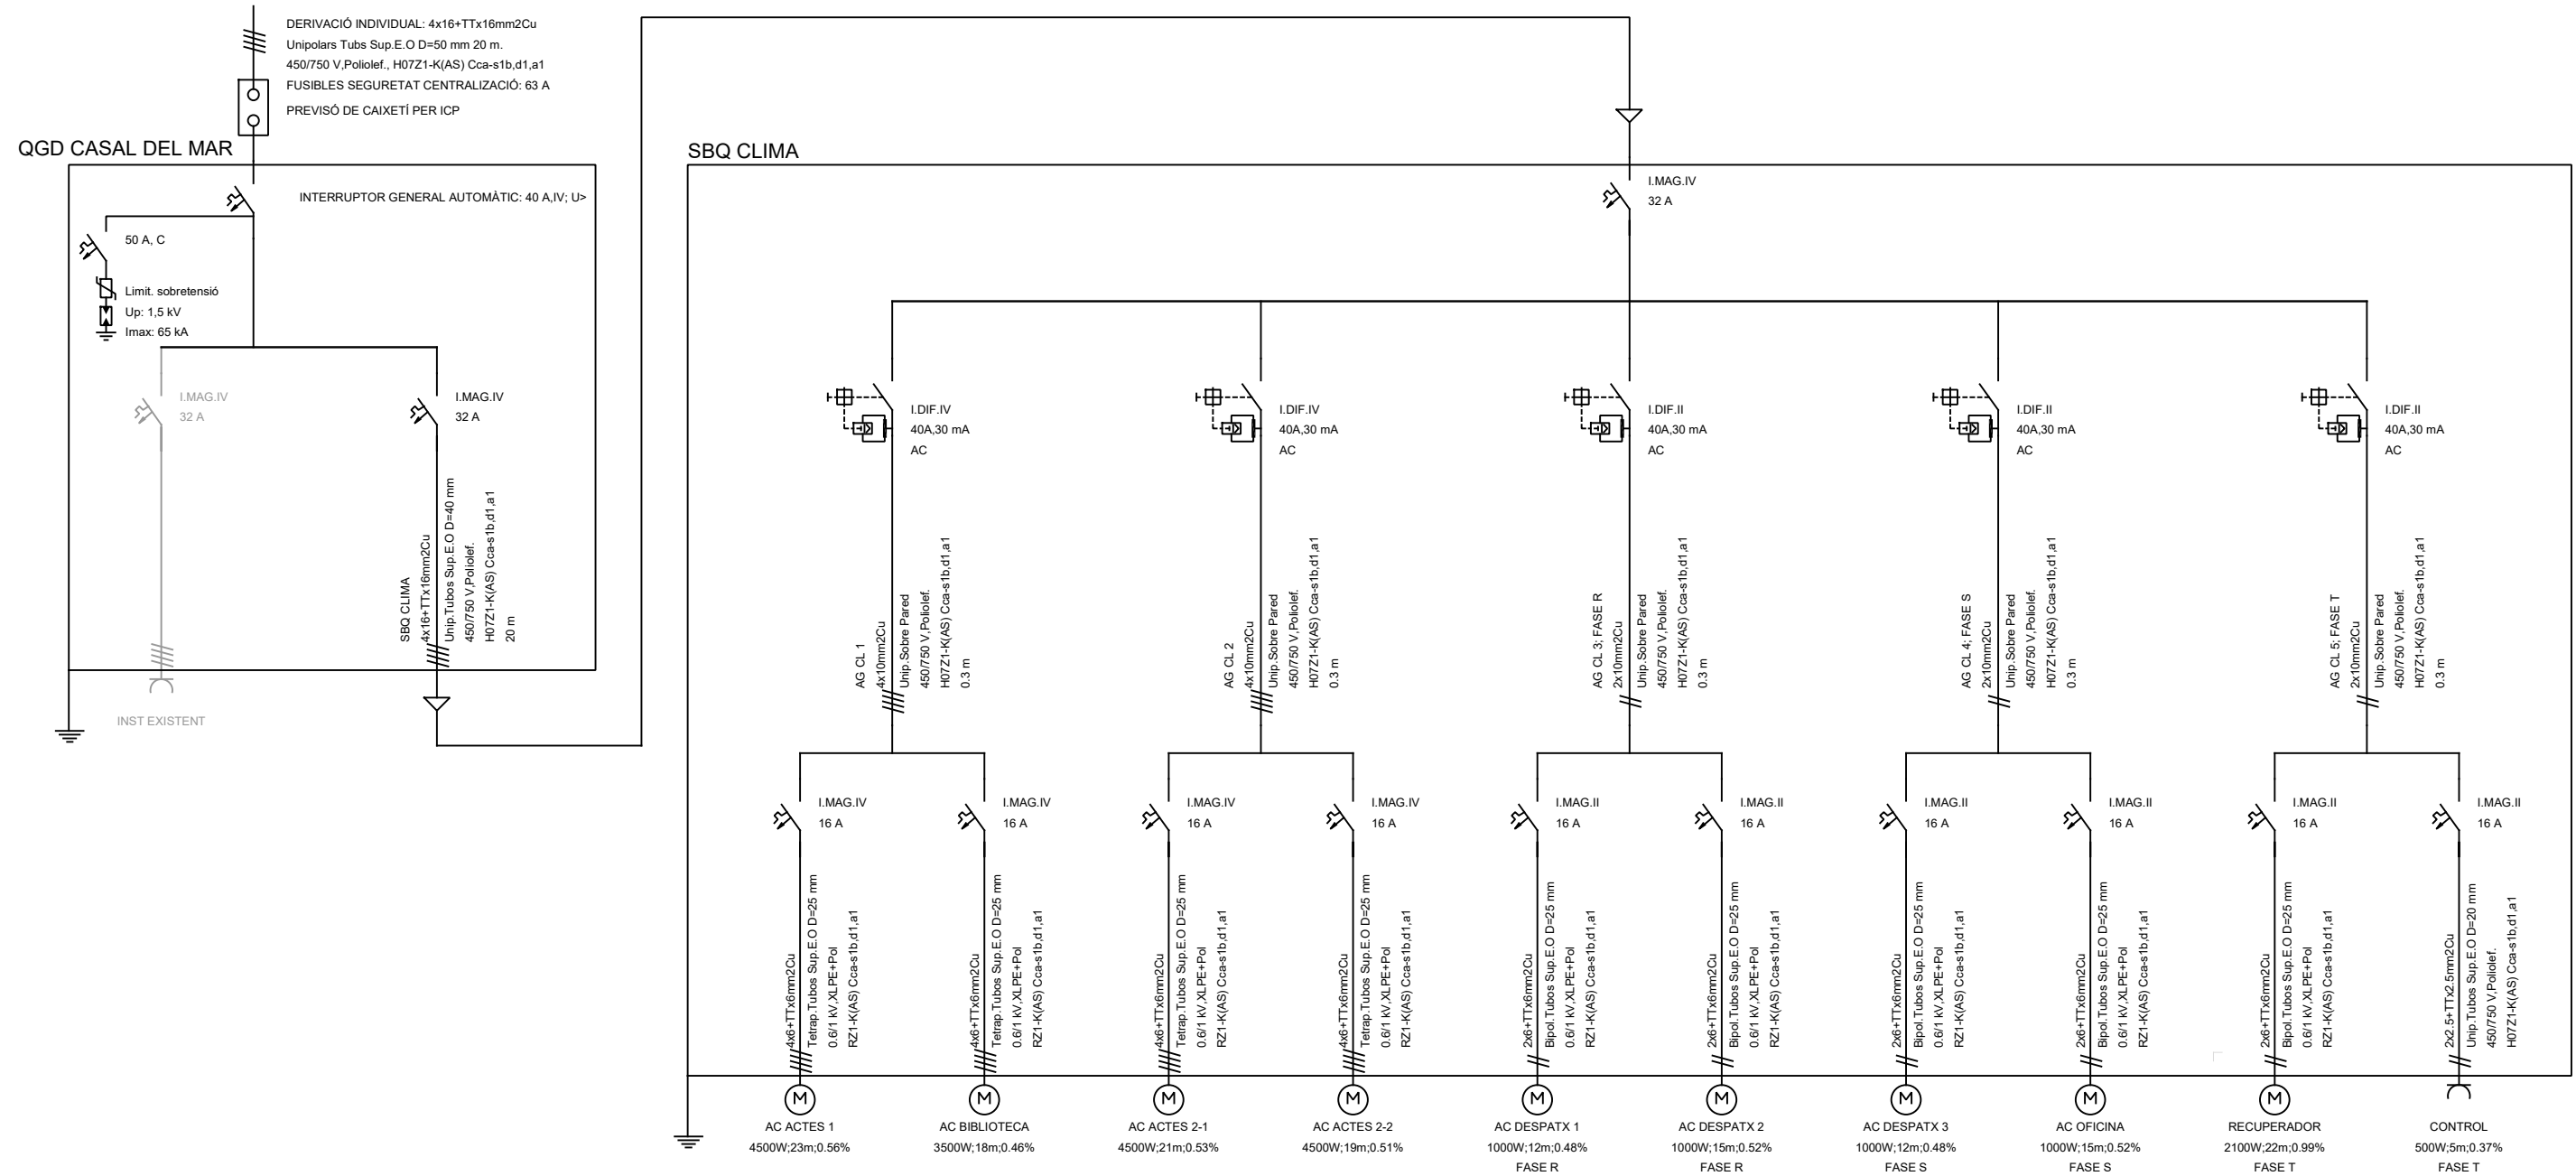 DERIVACIÓ INDIVIDUAL: 4x16+TTx16mm2Cu
Unipolars Tubs Sup.E.O D=50 mm 20 m.
450/750 V,Poliolef., H07Z1-K(AS) Cca-s1b,d1,a1
FUSIBLES SEGURETAT CENTRALIZACIÓ: 63 A
PREVISÓ DE CAIXETÍ PER ICP
QGD CASAL DEL MAR
INTERRUPTOR GENERAL AUTOMÀTIC: 40 A,IV; U>
50 A, C
Limit. sobretensió
Up: 1,5 kV
Imax: 65 kA
I.MAG.IV
32 A
INST EXISTENT
I.MAG.IV
32 A
SBQ CLIMA
4x16+TTx16mm2Cu
Unip.Tubos Sup.E.O D=40 mm
450/750 V,Poliolef.
H07Z1-K(AS) Cca-s1b,d1,a1
20 m
SBQ CLIMA
I.MAG.IV
32 A
I.DIF.IV
40A,30 mA
AC
I.DIF.IV
40A,30 mA
AC
I.DIF.II
40A,30 mA
AC
I.DIF.II
40A,30 mA
AC
I.DIF.II
40A,30 mA
AC
AG CL 1
4x10mm2Cu
Unip.Sobre Pared
450/750 V,Poliolef.
H07Z1-K(AS) Cca-s1b,d1,a1
0.3 m
AG CL 2
4x10mm2Cu
Unip.Sobre Pared
450/750 V,Poliolef.
H07Z1-K(AS) Cca-s1b,d1,a1
0.3 m
AG CL 3; FASE R
2x10mm2Cu
Unip.Sobre Pared
450/750 V,Poliolef.
H07Z1-K(AS) Cca-s1b,d1,a1
0.3 m
AG CL 4; FASE S
2x10mm2Cu
Unip.Sobre Pared
450/750 V,Poliolef.
H07Z1-K(AS) Cca-s1b,d1,a1
0.3 m
AG CL 5; FASE T
2x10mm2Cu
Unip.Sobre Pared
450/750 V,Poliolef.
H07Z1-K(AS) Cca-s1b,d1,a1
0.3 m
I.MAG.IV
16 A
I.MAG.IV
16 A
I.MAG.IV
16 A
I.MAG.IV
16 A
I.MAG.II
16 A
I.MAG.II
16 A
I.MAG.II
16 A
I.MAG.II
16 A
I.MAG.II
16 A
I.MAG.II
16 A
4x6+TTx6mm2Cu
Tetrap.Tubos Sup.E.O D=25 mm
0.6/1 kV,XLPE+Pol
RZ1-K(AS) Cca-s1b,d1,a1
4x6+TTx6mm2Cu
Tetrap.Tubos Sup.E.O D=25 mm
0.6/1 kV,XLPE+Pol
RZ1-K(AS) Cca-s1b,d1,a1
4x6+TTx6mm2Cu
Tetrap.Tubos Sup.E.O D=25 mm
0.6/1 kV,XLPE+Pol
RZ1-K(AS) Cca-s1b,d1,a1
4x6+TTx6mm2Cu
Tetrap.Tubos Sup.E.O D=25 mm
0.6/1 kV,XLPE+Pol
RZ1-K(AS) Cca-s1b,d1,a1
2x6+TTx6mm2Cu
Bipol.Tubos Sup.E.O D=25 mm
0.6/1 kV,XLPE+Pol
RZ1-K(AS) Cca-s1b,d1,a1
2x6+TTx6mm2Cu
Bipol.Tubos Sup.E.O D=25 mm
0.6/1 kV,XLPE+Pol
RZ1-K(AS) Cca-s1b,d1,a1
2x6+TTx6mm2Cu
Bipol.Tubos Sup.E.O D=25 mm
0.6/1 kV,XLPE+Pol
RZ1-K(AS) Cca-s1b,d1,a1
2x6+TTx6mm2Cu
Bipol.Tubos Sup.E.O D=25 mm
0.6/1 kV,XLPE+Pol
RZ1-K(AS) Cca-s1b,d1,a1
2x6+TTx6mm2Cu
Bipol.Tubos Sup.E.O D=25 mm
0.6/1 kV,XLPE+Pol
RZ1-K(AS) Cca-s1b,d1,a1
2x2.5+TTx2.5mm2Cu
Unip.Tubos Sup.E.O D=20 mm
450/750 V,Poliolef.
H07Z1-K(AS) Cca-s1b,d1,a1
M
AC ACTES 1
4500W;23m;0.56%
M
AC BIBLIOTECA
3500W;18m;0.46%
M
AC ACTES 2-1
4500W;21m;0.53%
M
AC ACTES 2-2
4500W;19m;0.51%
M
AC DESPATX 1
1000W;12m;0.48%
FASE R
M
AC DESPATX 2
1000W;15m;0.52%
FASE R
M
AC DESPATX 3
1000W;12m;0.48%
FASE S
M
AC OFICINA
1000W;15m;0.52%
FASE S
M
RECUPERADOR
2100W;22m;0.99%
FASE T
CONTROL
500W;5m;0.37%
FASE T